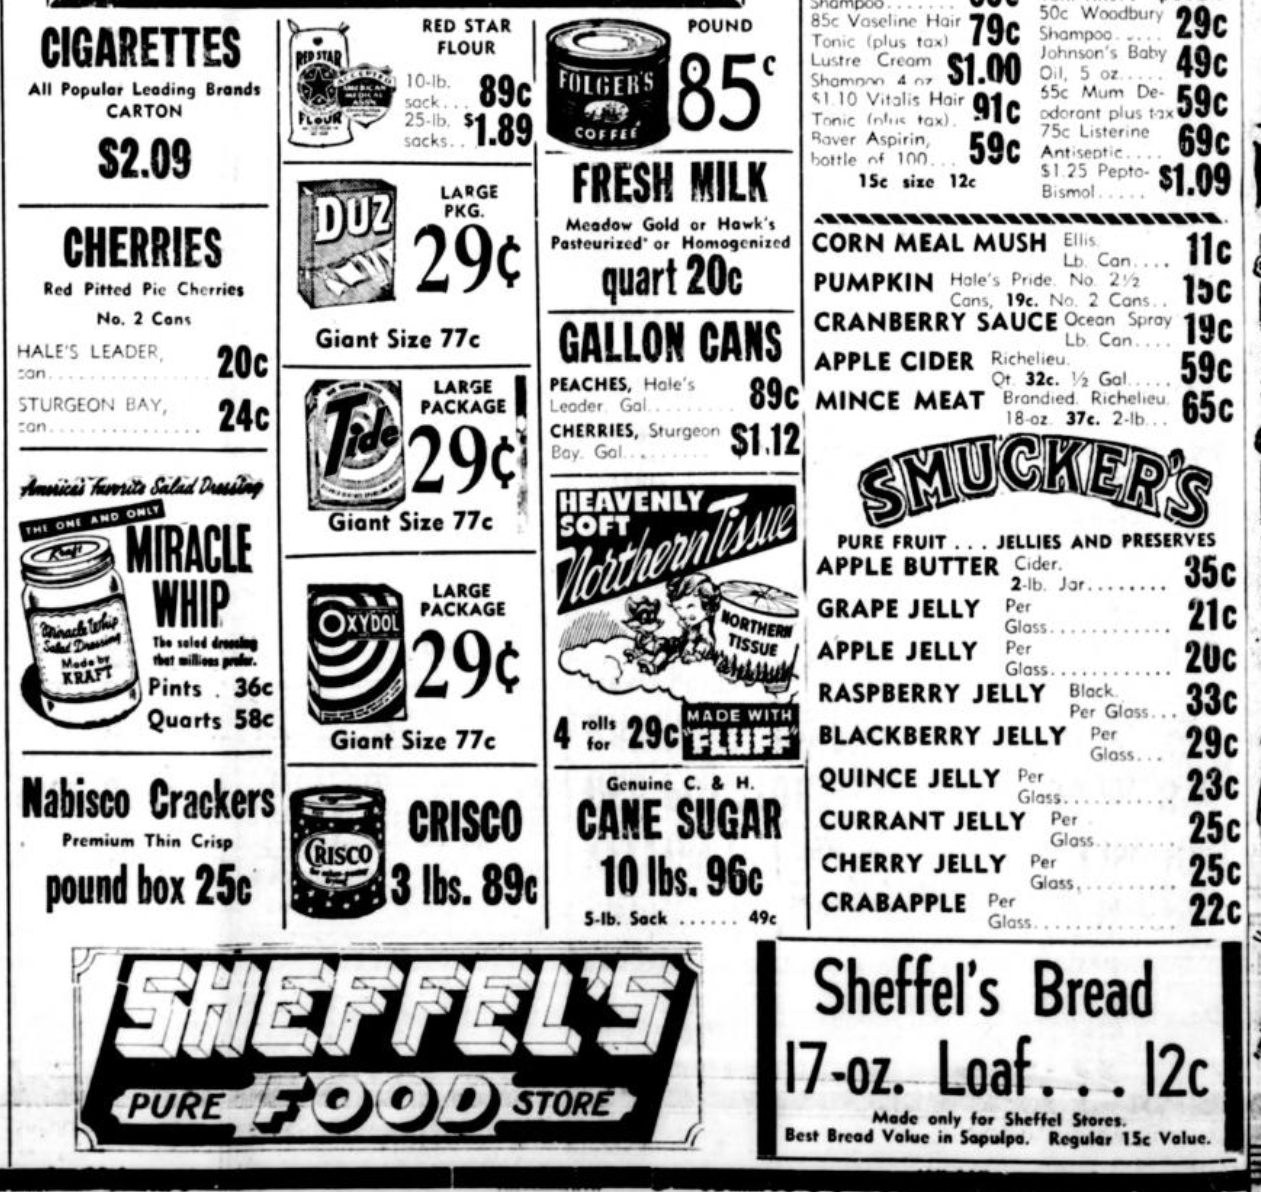 CIGARETTES
All Popular Leading Brands
CARTON
$2.09
CHERRIES
Red Pitted Pie Cherries
No. 2 Cans
HALE'S LEADER,
can.................... 20c
STURGEON BAY,
can.................... 24c
America's Favorite Salad Dressing
THE ONE AND ONLY
MIRACLE
WHIP
Kraft
Miracle Whip
Salad Dressing
Made by
KRAFT
The salad dressing
that millions prefer.
Pints . 36c
Quarts 58c
Nabisco Crackers
Premium Thin Crisp
pound box 25c
RED STAR
FLOUR
RED STAR
ACCEPTED
AMERICAN
MEDICAL
ASSN.
FLOUR
10-lb.
sack... 89c
25-lb.
sacks.. $1.89
DUZ
LARGE
PKG.
29¢
Giant Size 77c
Tide
LARGE
PACKAGE
29¢
Giant Size 77c
OXYDOL
LARGE
PACKAGE
29¢
Giant Size 77c
CRISCO
CRISCO
3 lbs. 89c
FOLGER'S
COFFEE
POUND
85c
FRESH MILK
Meadow Gold or Hawk's
Pasteurized or Homogenized
quart 20c
GALLON CANS
PEACHES, Hale's
Leader. Gal......... 89c
CHERRIES, Sturgeon
Bay. Gal......... $1.12
HEAVENLY
SOFT
Northern Tissue
NORTHERN
TISSUE
4 rolls for 29c
MADE WITH
"FLUFF"
Genuine C. & H.
CANE SUGAR
10 lbs. 96c
5-lb. Sack ...... 49c
Shampoo.......
85c Vaseline Hair
Tonic (plus tax) 79c
Lustre Cream
Shampoo 4 oz $1.00
$1.10 Vitalis Hair
Tonic (plus tax). 91c
Bayer Aspirin,
bottle of 100... 59c
15c size 12c
50c Woodbury
Shampoo..... 29c
Johnson's Baby
Oil, 5 oz..... 49c
65c Mum De-
odorant plus tax 59c
75c Listerine
Antiseptic.... 69c
$1.25 Pepto-
Bismol..... $1.09
CORN MEAL MUSH Ellis.
Lb. Can.... 11c
PUMPKIN Hale's Pride. No. 2½
Cans, 19c. No. 2 Cans.. 15c
CRANBERRY SAUCE Ocean Spray
Lb. Can.... 19c
APPLE CIDER Richelieu.
Qt. 32c. ½ Gal..... 59c
MINCE MEAT Brandied. Richelieu.
18-oz. 37c. 2-lb... 65c
SMUCKER'S
PURE FRUIT . . . JELLIES AND PRESERVES
APPLE BUTTER Cider.
2-lb. Jar........ 35c
GRAPE JELLY Per
Glass............ 21c
APPLE JELLY Per
Glass............ 20c
RASPBERRY JELLY Black.
Per Glass... 33c
BLACKBERRY JELLY Per
Glass... 29c
QUINCE JELLY Per
Glass........... 23c
CURRANT JELLY Per
Glass........ 25c
CHERRY JELLY Per
Glass.......... 25c
CRABAPPLE Per
Glass.............. 22c
SHEFFEL'S
PURE FOOD STORE
Sheffel's Bread
17-oz. Loaf . . . 12c
Made only for Sheffel Stores.
Best Bread Value in Sapulpa. Regular 15c Value.